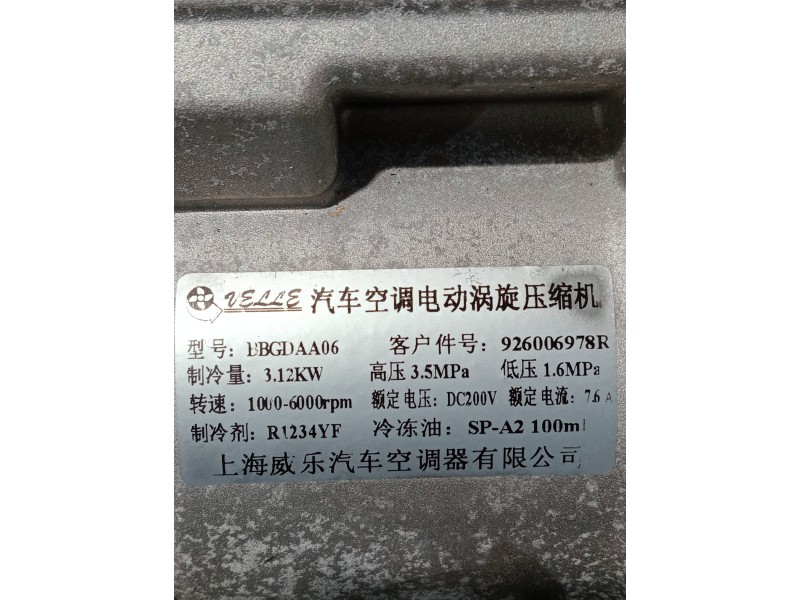 VELLE 汽车空调电动涡旋压缩机
型号: BBGDAA06 客户件号: 926006978R
制冷量: 3.12KW 高压 3.5MPa 低压 1.6MPa
转速: 1000-6000rpm 额定电压: DC200V 额定电流: 7.6 A
制冷剂: R1234YF 冷冻油: SP-A2 100ml
上海威乐汽车空调器有限公司